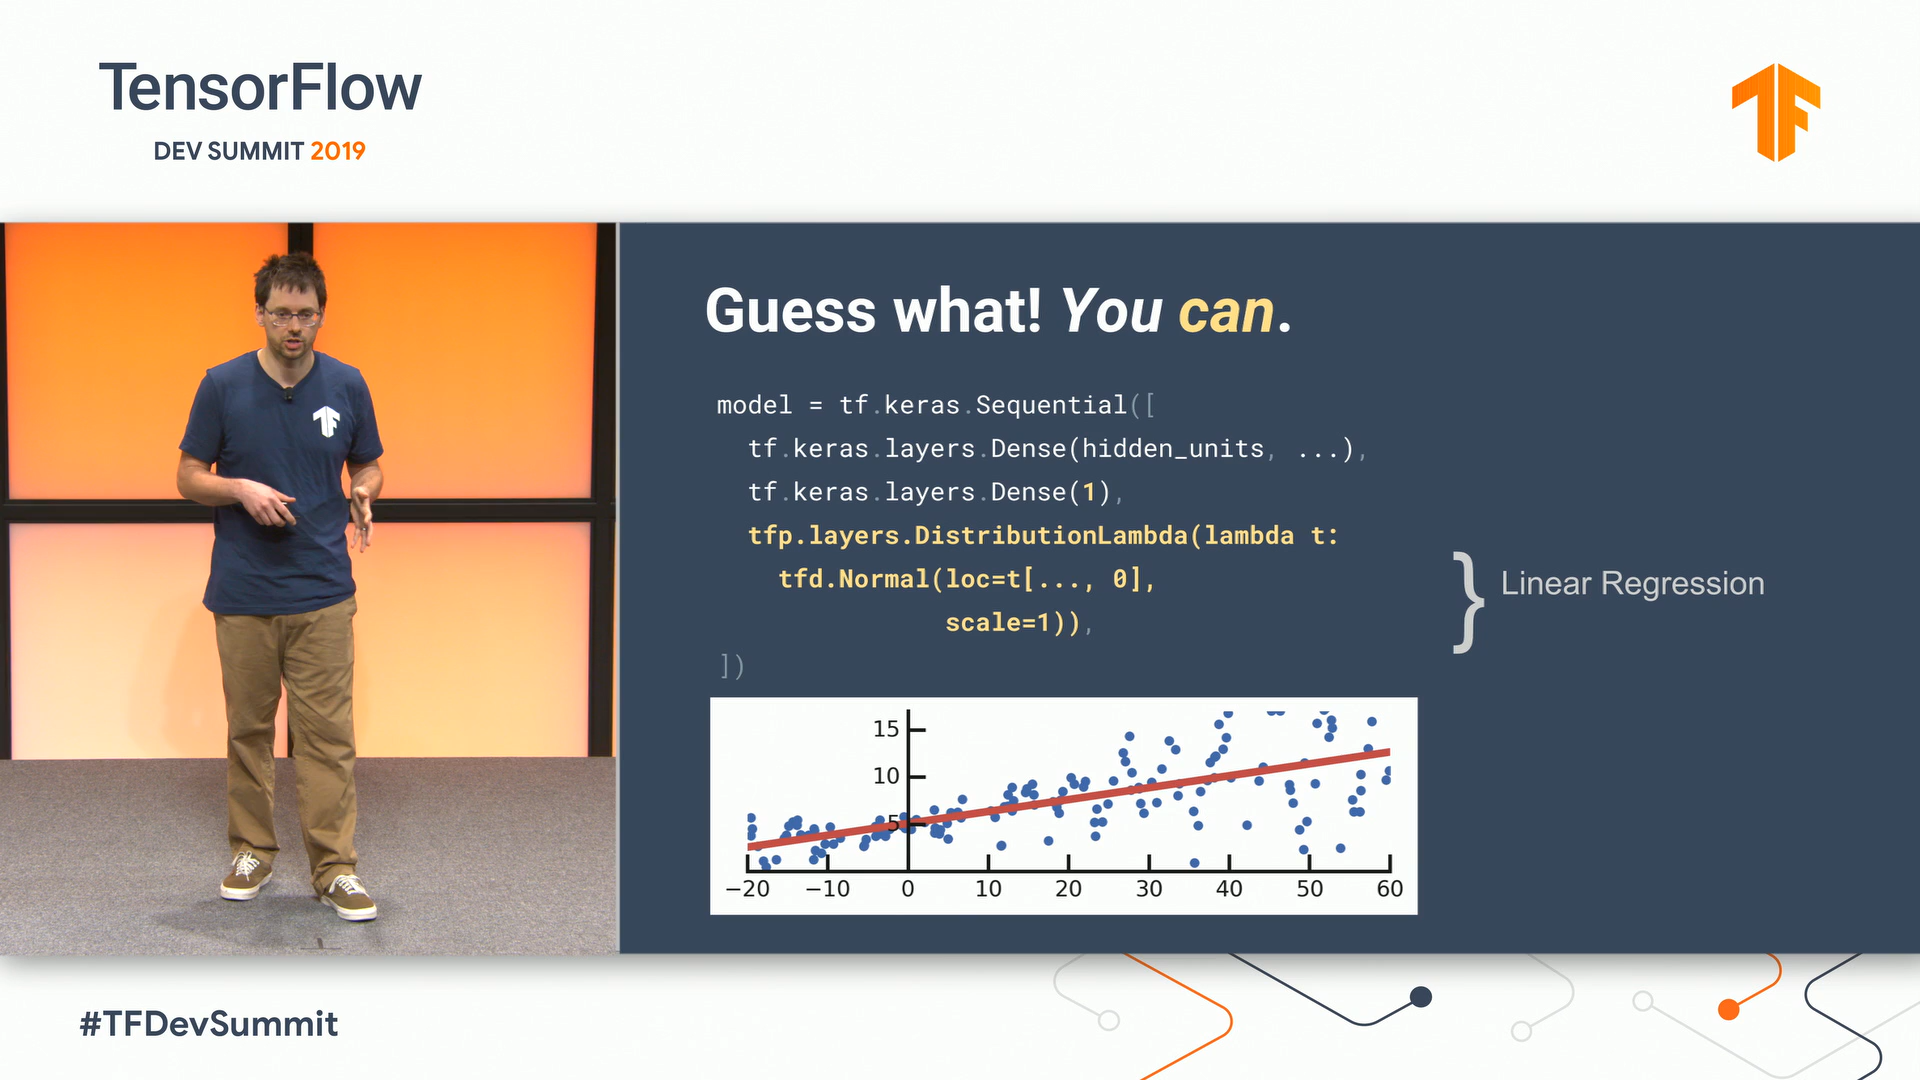 TensorFlow
DEV SUMMIT 2019
TF
TF
Guess what! You can.
model = tf.keras.Sequential([
tf.keras.layers.Dense(hidden_units, ...),
tf.keras.layers.Dense(1),
tfp.layers.DistributionLambda(lambda t:
tfd.Normal(loc=t[..., 0],
scale=1)),
])
} Linear Regression
15
10
5
−20 −10 0 10 20 30 40 50 60
#TFDevSummit